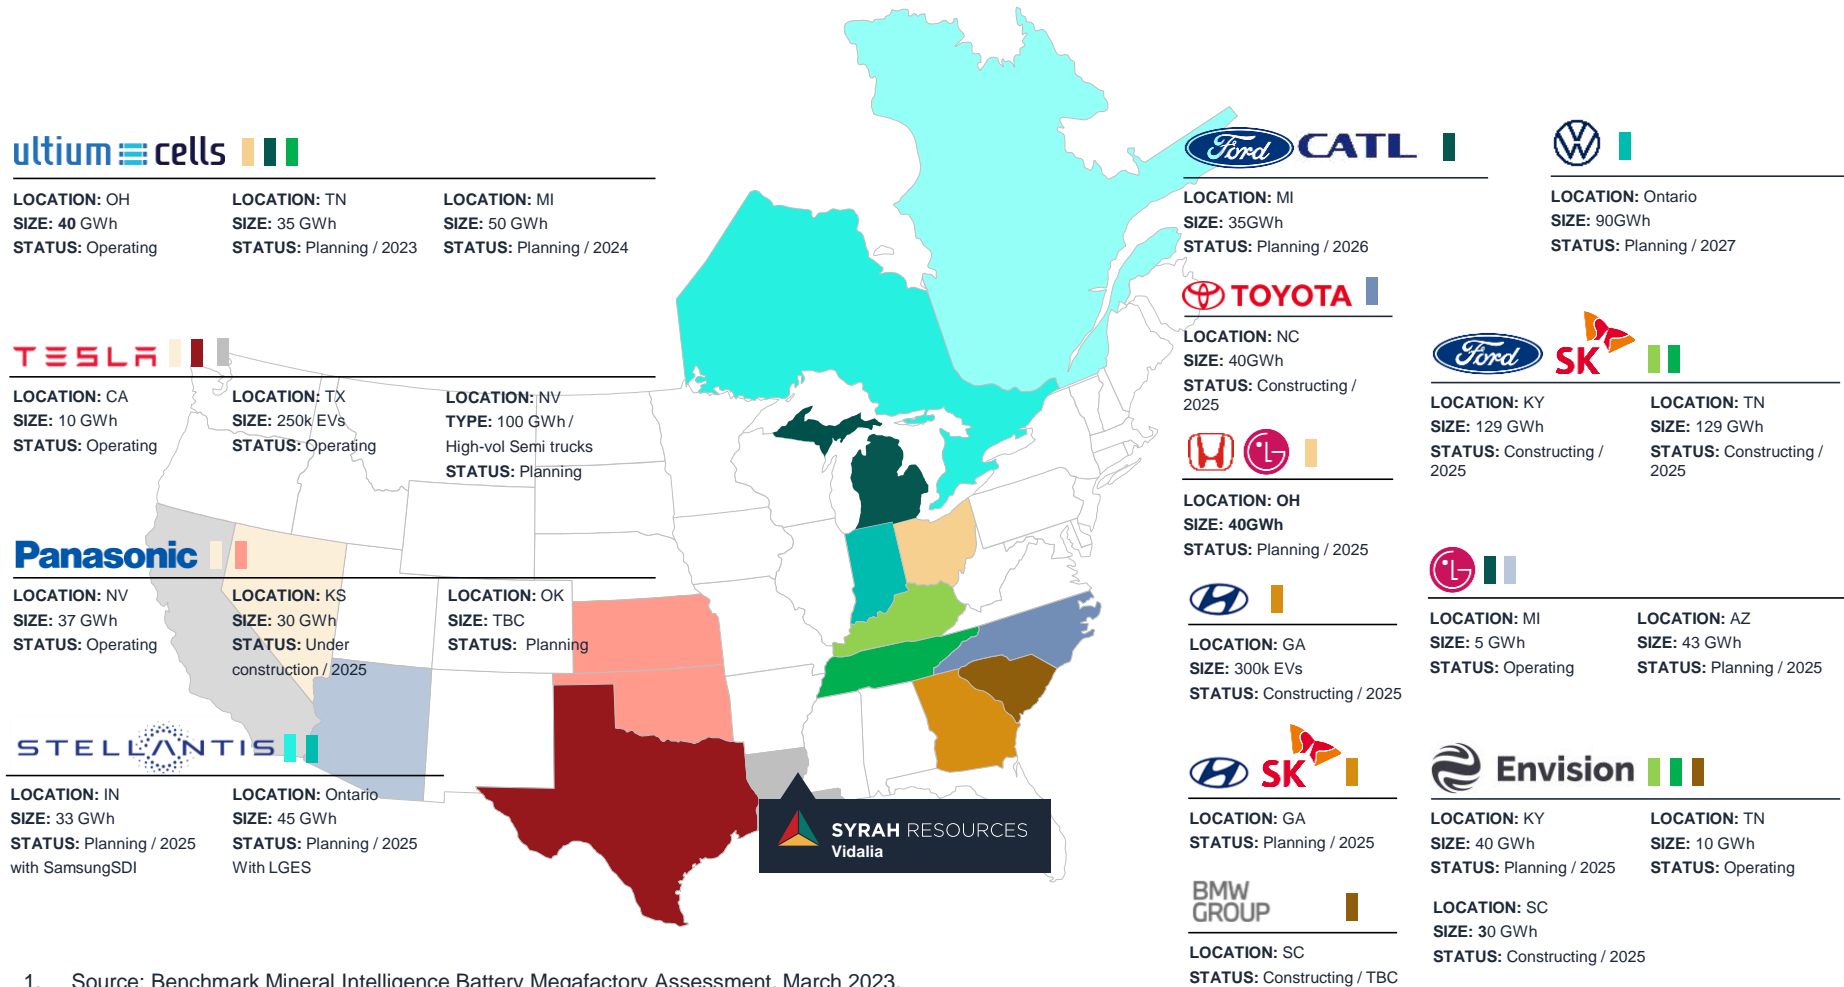 ultium cells
LOCATION: OH
SIZE: 40 GWh
STATUS: Operating
LOCATION: TN
SIZE: 35 GWh
STATUS: Planning / 2023
LOCATION: MI
SIZE: 50 GWh
STATUS: Planning / 2024
TESLA
LOCATION: CA
SIZE: 10 GWh
STATUS: Operating
LOCATION: TX
SIZE: 250k EVs
STATUS: Operating
LOCATION: NV
TYPE: 100 GWh /
High-vol Semi trucks
STATUS: Planning
Panasonic
LOCATION: NV
SIZE: 37 GWh
STATUS: Operating
LOCATION: KS
SIZE: 30 GWh
STATUS: Under
construction / 2025
LOCATION: OK
SIZE: TBC
STATUS: Planning
STELLANTIS
LOCATION: IN
SIZE: 33 GWh
STATUS: Planning / 2025
with SamsungSDI
LOCATION: Ontario
SIZE: 45 GWh
STATUS: Planning / 2025
With LGES
SYRAH RESOURCES
Vidalia
Ford CATL
LOCATION: MI
SIZE: 35GWh
STATUS: Planning / 2026
VW
LOCATION: Ontario
SIZE: 90GWh
STATUS: Planning / 2027
TOYOTA
LOCATION: NC
SIZE: 40GWh
STATUS: Constructing /
2025
Ford SK
LOCATION: KY
SIZE: 129 GWh
STATUS: Constructing /
2025
LOCATION: TN
SIZE: 129 GWh
STATUS: Constructing /
2025
LG
LOCATION: OH
SIZE: 40GWh
STATUS: Planning / 2025
LG
LOCATION: MI
SIZE: 5 GWh
STATUS: Operating
LOCATION: AZ
SIZE: 43 GWh
STATUS: Planning / 2025
LOCATION: GA
SIZE: 300k EVs
STATUS: Constructing / 2025
SK
LOCATION: GA
STATUS: Planning / 2025
Envision
LOCATION: KY
SIZE: 40 GWh
STATUS: Planning / 2025
LOCATION: TN
SIZE: 10 GWh
STATUS: Operating
LOCATION: SC
SIZE: 30 GWh
STATUS: Constructing / 2025
BMW
GROUP
LOCATION: SC
STATUS: Constructing / TBC
1. Source: Benchmark Mineral Intelligence Battery Megafactory Assessment, March 2023.